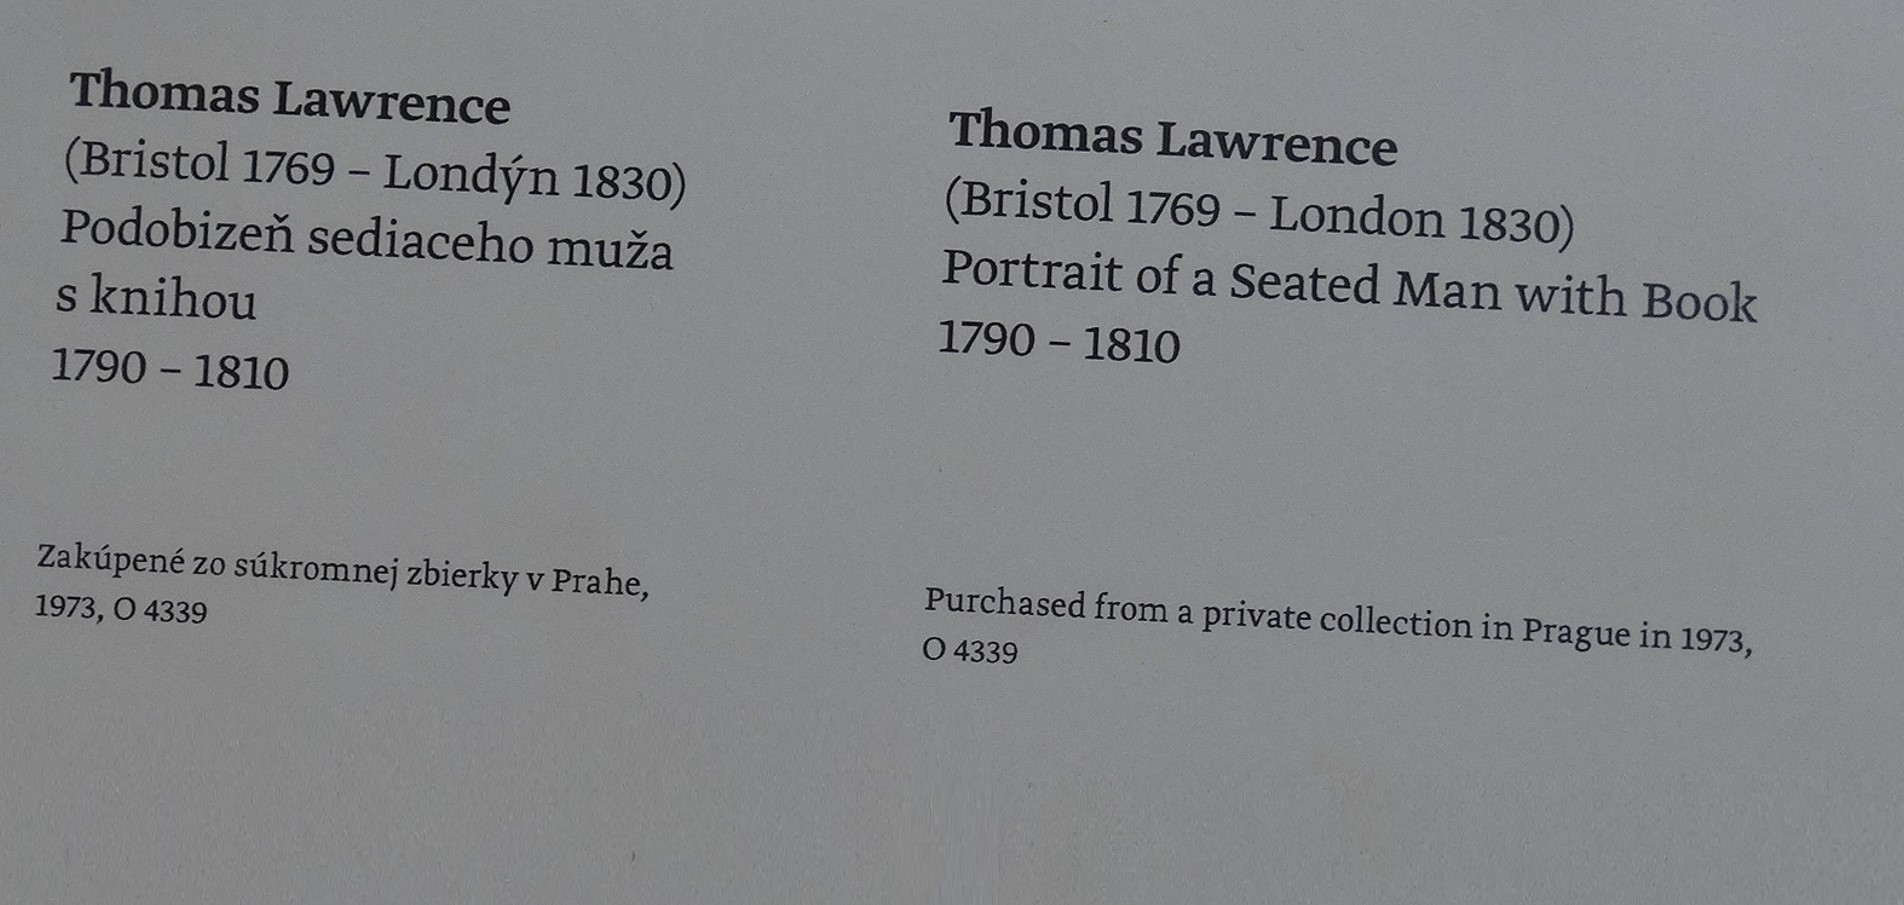 Thomas Lawrence
(Bristol 1769 – Londýn 1830)
Podobizeň sediaceho muža
s knihou
1790 – 1810
Zakúpené zo súkromnej zbierky v Prahe,
1973, O 4339
Thomas Lawrence
(Bristol 1769 – London 1830)
Portrait of a Seated Man with Book
1790 – 1810
Purchased from a private collection in Prague in 1973,
O 4339